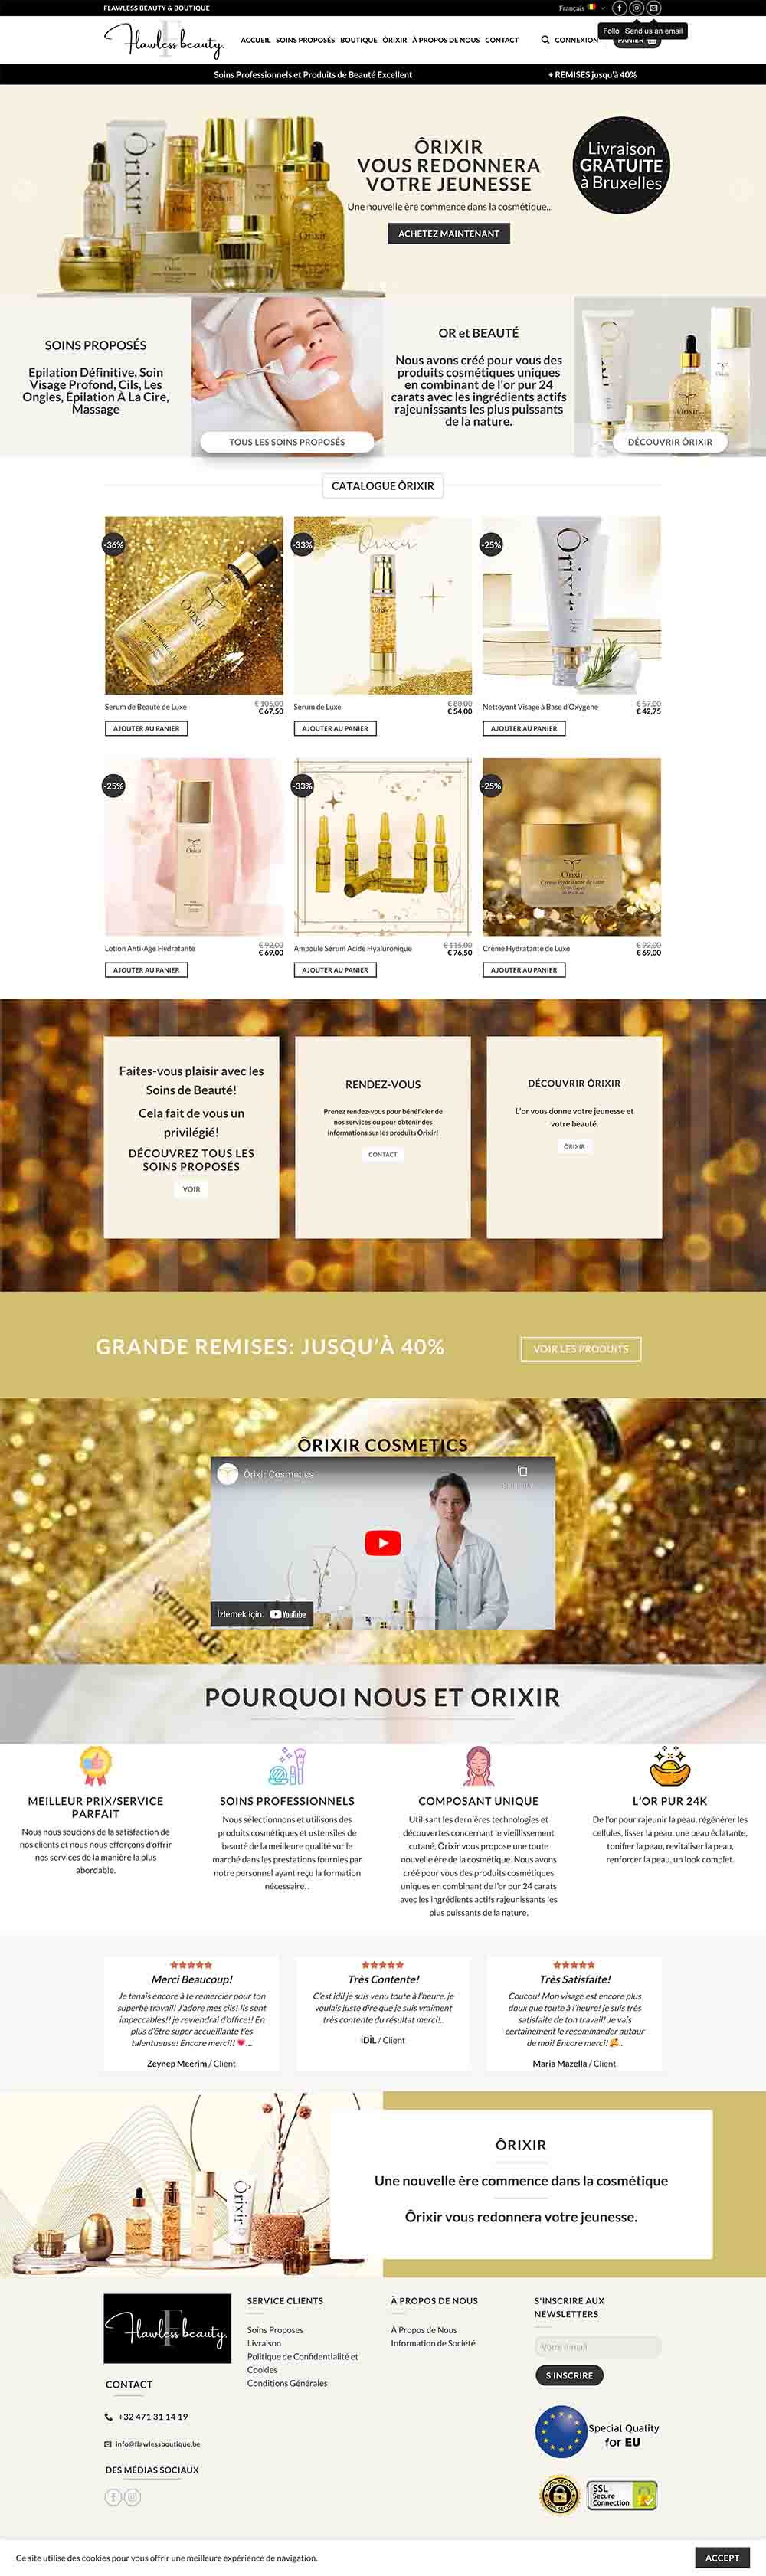 FLAWLESS BEAUTY & BOUTIQUE
Français
Follo
Send us an email
Flawless beauty.
ACCUEIL SOINS PROPOSÉS BOUTIQUE ÔRIXIR À PROPOS DE NOUS CONTACT
CONNEXION
PANIER
Soins Professionnels et Produits de Beauté Excellent
+ REMISES jusqu'à 40%
ÔRIXIR
VOUS REDONNERA
VOTRE JEUNESSE
Une nouvelle ère commence dans la cosmétique..
ACHETEZ MAINTENANT
Livraison
GRATUITE
à Bruxelles
Ôrixir
SOINS PROPOSÉS
Epilation Définitive, Soin
Visage Profond, Cils, Les
Ongles, Épilation À La Cire,
Massage
TOUS LES SOINS PROPOSÉS
OR et BEAUTÉ
Nous avons créé pour vous des
produits cosmétiques uniques
en combinant de l'or pur 24
carats avec les ingrédients actifs
rajeunissants les plus puissants
de la nature.
DÉCOUVRIR ÔRIXIR
CATALOGUE ÔRIXIR
-36%
-33%
-25%
Ôrixir
Orixir
Ôrixir
Serum de Beauté de Luxe
€ 105,00
€ 67,50
AJOUTER AU PANIER
Serum de Luxe
€ 80,00
€ 54,00
AJOUTER AU PANIER
Nettoyant Visage à Base d'Oxygène
€ 57,00
€ 42,75
AJOUTER AU PANIER
-25%
-33%
-25%
Ôrixir
Ôrixir
Crème Hydratante de Luxe
Lotion Anti-Age Hydratante
€ 92,00
€ 69,00
AJOUTER AU PANIER
Ampoule Sérum Acide Hyaluronique
€ 115,00
€ 76,50
AJOUTER AU PANIER
Crème Hydratante de Luxe
€ 92,00
€ 69,00
AJOUTER AU PANIER
Faites-vous plaisir avec les
Soins de Beauté!
Cela fait de vous un
privilégié!
DÉCOUVREZ TOUS LES
SOINS PROPOSÉS
VOIR
RENDEZ-VOUS
Prenez rendez-vous pour bénéficier de
nos services ou pour obtenir des
informations sur les produits Ôrixir!
CONTACT
DÉCOUVRIR ÔRIXIR
L'or vous donne votre jeunesse et
votre beauté.
ÔRIXIR
GRANDE REMISES: JUSQU'À 40%
VOIR LES PRODUITS
ÔRIXIR COSMETICS
Ôrixir Cosmetics
İzlemek için: YouTube
POURQUOI NOUS ET ORIXIR
MEILLEUR PRIX/SERVICE
PARFAIT
Nous nous soucions de la satisfaction de
nos clients et nous nous efforçons d'offrir
nos services de la manière la plus
abordable.
SOINS PROFESSIONNELS
Nous sélectionnons et utilisons des
produits cosmétiques et ustensiles de
beauté de la meilleure qualité sur le
marché dans les prestations fournies par
notre personnel ayant reçu la formation
nécessaire. .
COMPOSANT UNIQUE
Utilisant les dernières technologies et
découvertes concernant le vieillissement
cutané, Ôrixir vous propose une toute
nouvelle ère de la cosmétique. Nous avons
créé pour vous des produits cosmétiques
uniques en combinant de l'or pur 24 carats
avec les ingrédients actifs rajeunissants les
plus puissants de la nature.
L'OR PUR 24K
De l'or pour rajeunir la peau, régénérer les
cellules, lisser la peau, une peau éclatante,
tonifier la peau, revitaliser la peau,
renforcer la peau, un look complet.
Merci Beaucoup!
Je tenais encore à te remercier pour ton
superbe travail! J'adore mes cils! Ils sont
impeccables!! je reviendrai d'office!! En
plus d'être super accueillante t'es
talentueuse! Encore merci!! ❤️ ...
Zeynep Meerim / Client
Très Contente!
C'est idil je suis venu toute à l'heure, je
voulais juste dire que je suis vraiment
très contente du résultat merci!..
İDİL / Client
Très Satisfaite!
Coucou! Mon visage est encore plus
doux que toute à l'heure! je suis très
satisfaite de ton travail! Je vais
certainement le recommander autour
de moi! Encore merci! 🥰..
Maria Mazella / Client
Ôrixir
ÔRIXIR
Une nouvelle ère commence dans la cosmétique
Ôrixir vous redonnera votre jeunesse.
Flawless beauty.
CONTACT
+32 471 31 14 19
info@flawlessboutique.be
DES MÉDIAS SOCIAUX
SERVICE CLIENTS
Soins Proposes
Livraison
Politique de Confidentialité et
Cookies
Conditions Générales
À PROPOS DE NOUS
À Propos de Nous
Information de Société
S'INSCRIRE AUX
NEWSLETTERS
Votre e-mail
S'INSCRIRE
Special Quality
for EU
SSL
Secure
Connection
Ce site utilise des cookies pour vous offrir une meilleure expérience de navigation.
ACCEPT